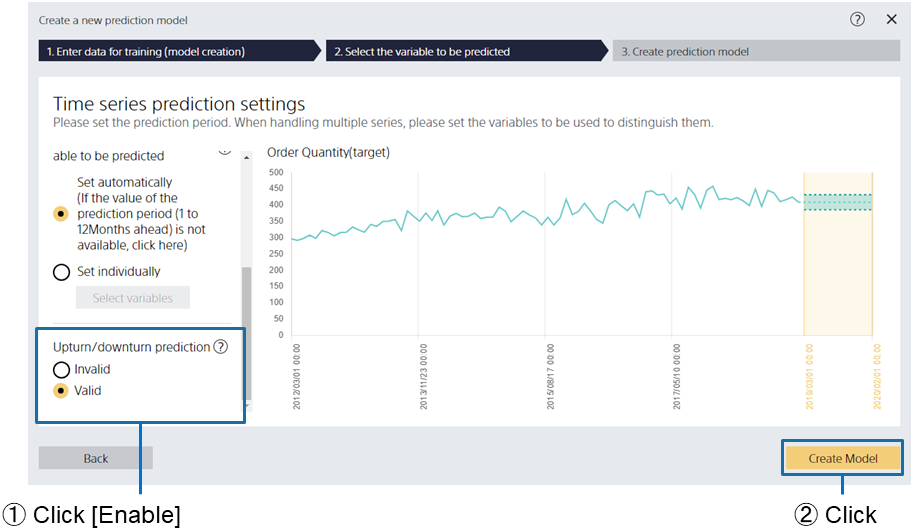 Create a new prediction model
?
1. Enter data for training (model creation)
2. Select the variable to be predicted
3. Create prediction model
Time series prediction settings
Please set the prediction period. When handling multiple series, please set the variables to be used to distinguish them.
able to be predicted
Set automatically
(If the value of the
prediction period (1 to
12Months ahead) is not
available, click here)
Set individually
Select variables
Upturn/downturn prediction ?
Invalid
Valid
Order Quantity(target)
500
450
400
350
300
250
200
150
100
50
0
2012/03/01 00:00
2013/11/23 00:00
2015/08/17 00:00
2017/05/10 00:00
2019/03/01 00:00
2020/02/01 00:00
Back
Create Model
① Click [Enable]
② Click